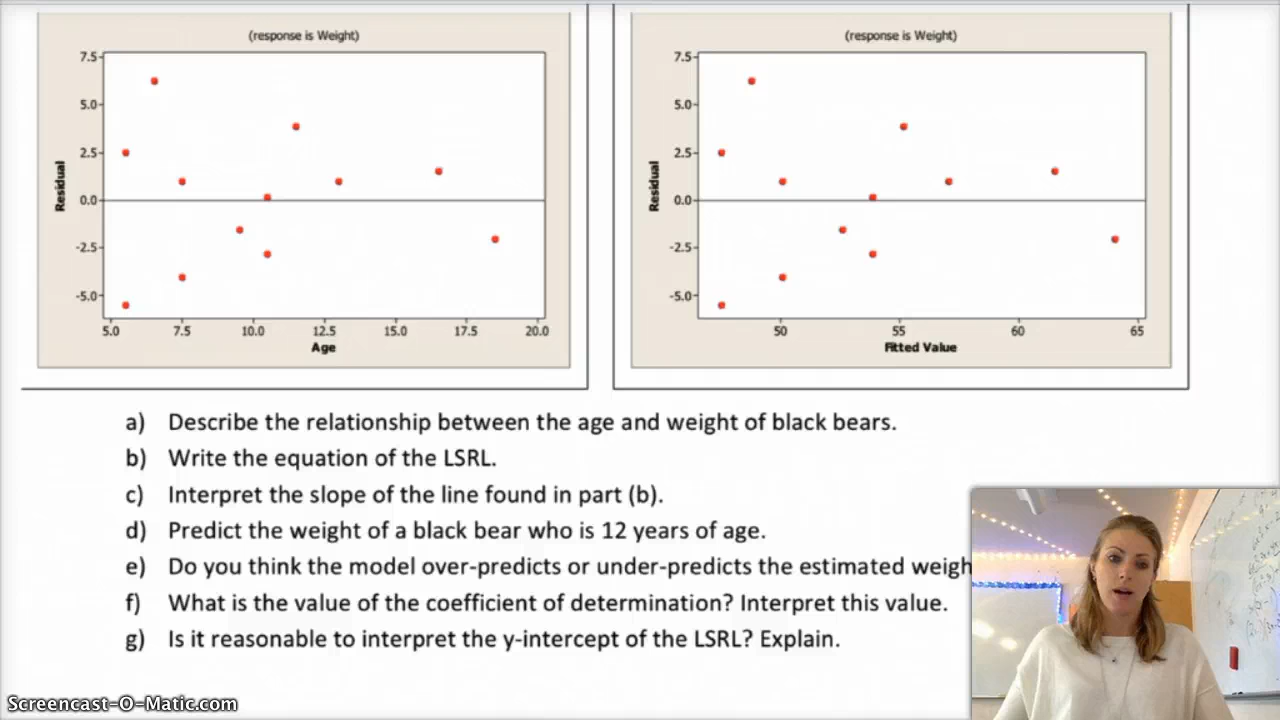 (response is Weight)
7.5
5.0
2.5
0.0
-2.5
-5.0
Residual
5.0 7.5 10.0 12.5 15.0 17.5 20.0
Age
(response is Weight)
7.5
5.0
2.5
0.0
-2.5
-5.0
Residual
50 55 60 65
Fitted Value
a) Describe the relationship between the age and weight of black bears.
b) Write the equation of the LSRL.
c) Interpret the slope of the line found in part (b).
d) Predict the weight of a black bear who is 12 years of age.
e) Do you think the model over-predicts or under-predicts the estimated weigh
f) What is the value of the coefficient of determination? Interpret this value.
g) Is it reasonable to interpret the y-intercept of the LSRL? Explain.
Screencast-O-Matic.com